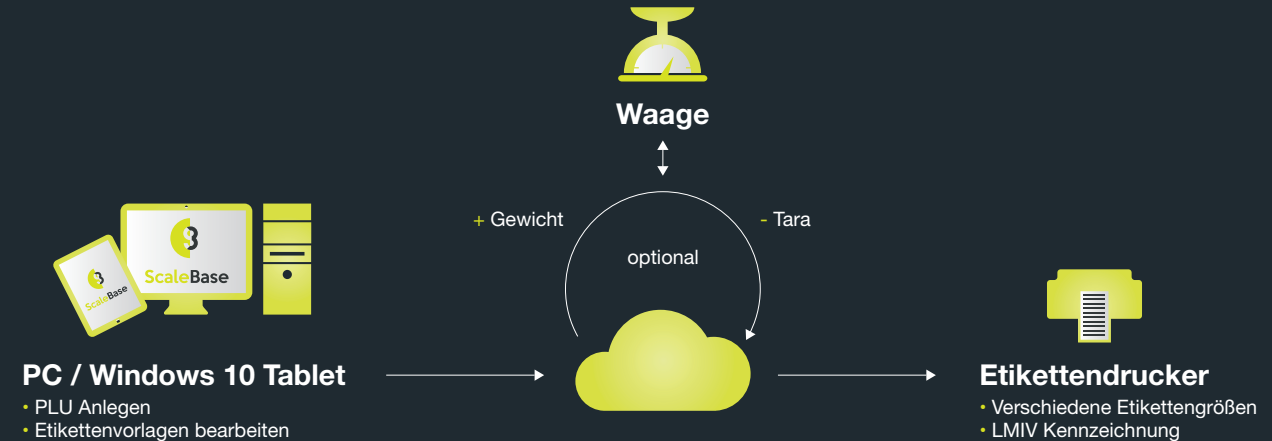 Waage
+ Gewicht
- Tara
optional
ScaleBase
ScaleBase
PC / Windows 10 Tablet
• PLU Anlegen
• Etikettenvorlagen bearbeiten
Etikettendrucker
• Verschiedene Etikettengrößen
• LMIV Kennzeichnung